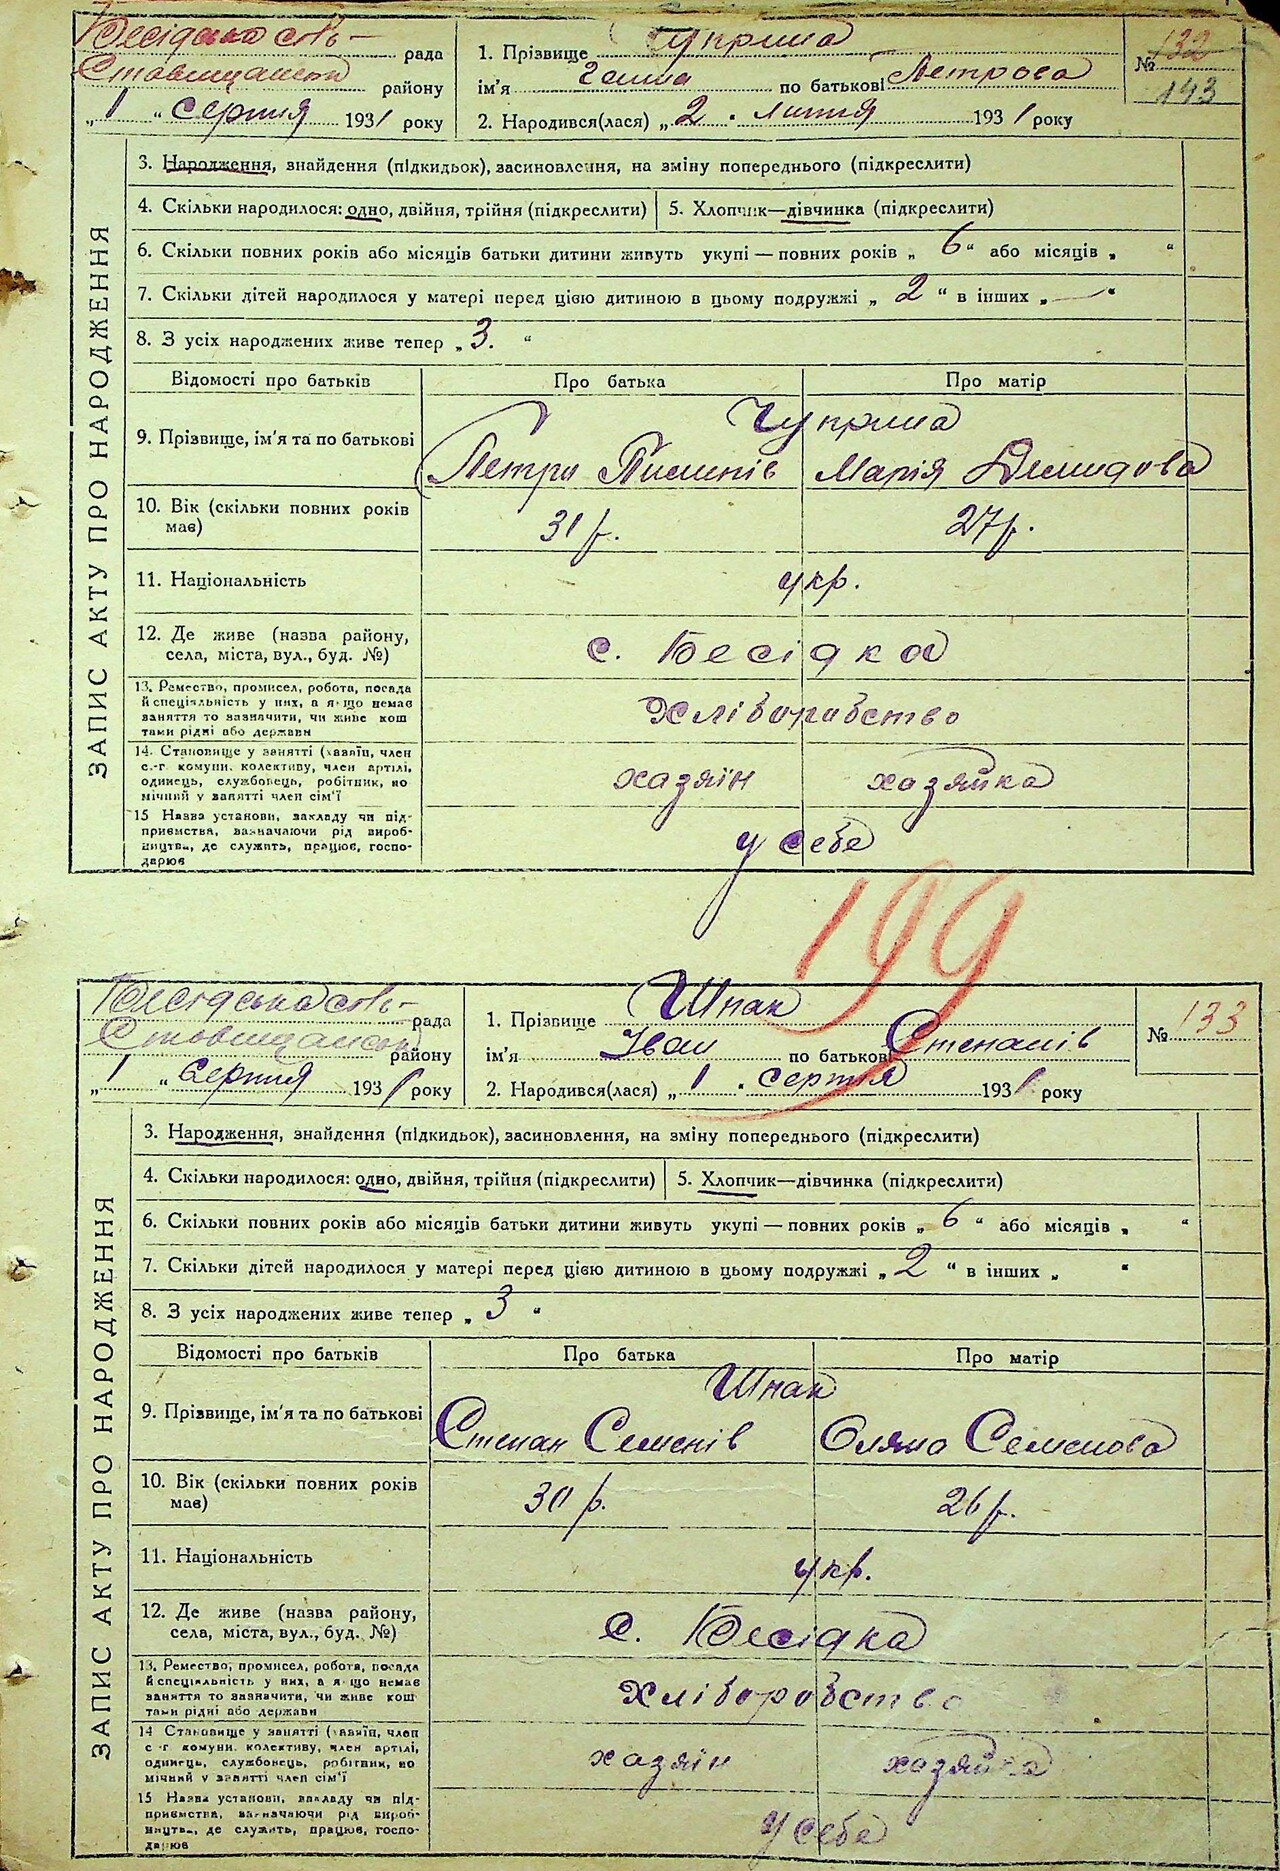 Бесідська сіль- рада
Ставищанськ району
„ 1 “ серпня 1931 року
1. Прізвище Чуприна
ім'я Ганна по батькові Петрова
2. Народився(лася) „ 2 „ липня 1931 року
№ 132
143
ЗАПИС АКТУ ПРО НАРОДЖЕННЯ
3. Народження, знайдення (підкидьок), засиновлення, на зміну попереднього (підкреслити)
4. Скільки народилося: одно, двійня, трійня (підкреслити) 5. Хлопчик—дівчинка (підкреслити)
6. Скільки повних років або місяців батьки дитини живуть укупі — повних років „ 6 “ або місяців „ “
7. Скільки дітей народилося у матері перед цією дитиною в цьому подружжі „ 2 “ в інших „ — “
8. З усіх народжених живе тепер „ 3. “
Відомості про батьків Про батька Про матір
Чуприна
9. Прізвище, ім'я та по батькові Петро Пименів Марія Демидова
10. Вік (скільки повних років має) 31 р. 27 р.
11. Національність укр.
12. Де живе (назва району,
села, міста, вул., буд. №) с. Бесідка
13. Ремество, промисел, робота, посада
й спеціяльність у них, а якщо немає
заняття то зазначити, чи живе кош
тами рідні або держави
Хліборобство
14. Становище у занятті (хазяїн, член
с.-г комуни, колективу, член артілі,
одинець, службовець, робітник, по
мічний у занятті член сім'ї
хазяїн хазяйка
15 Назва установи, закладу чи під-
приємства, зазначаючи рід вироб-
ництва, де служить, працює, госпо-
дарює
у себе
199
Бесідська сіль- рада
Ставищанськ району
„ 1 “ серпня 1931 року
1. Прізвище Шпак
ім'я Іван по батькові Степанів
2. Народився(лася) „ 1 „ серпня 1931 року
№ 133
ЗАПИС АКТУ ПРО НАРОДЖЕННЯ
3. Народження, знайдення (підкидьок), засиновлення, на зміну попереднього (підкреслити)
4. Скільки народилося: одно, двійня, трійня (підкреслити) 5. Хлопчик—дівчинка (підкреслити)
6. Скільки повних років або місяців батьки дитини живуть укупі — повних років „ 6 “ або місяців „ “
7. Скільки дітей народилося у матері перед цією дитиною в цьому подружжі „ 2 “ в інших „ “
8. З усіх народжених живе тепер „ 3 “
Відомості про батьків Про батька Про матір
Шпак
9. Прізвище, ім'я та по батькові Степан Семенів Оляна Семенова
10. Вік (скільки повних років має) 30 р. 26 р.
11. Національність укр.
12. Де живе (назва району,
села, міста, вул., буд. №) с. Бесідка
13. Ремество, промисел, робота, посада
й спеціяльність у них, а якщо немає
заняття то зазначити, чи живе кош
тами рідні або держави
Хліборобство
14 Становище у занятті (хазяїн, член
с -г комуни, колективу, член артілі,
одинець, службовець, робітник, по
мічний у занятті член сім'ї
хазяїн хазяйка
15 Назва установи, закладу чи під-
приємства, зазначаючи рід вироб-
ництва, де служить, працює, госпо-
дарює
у себе